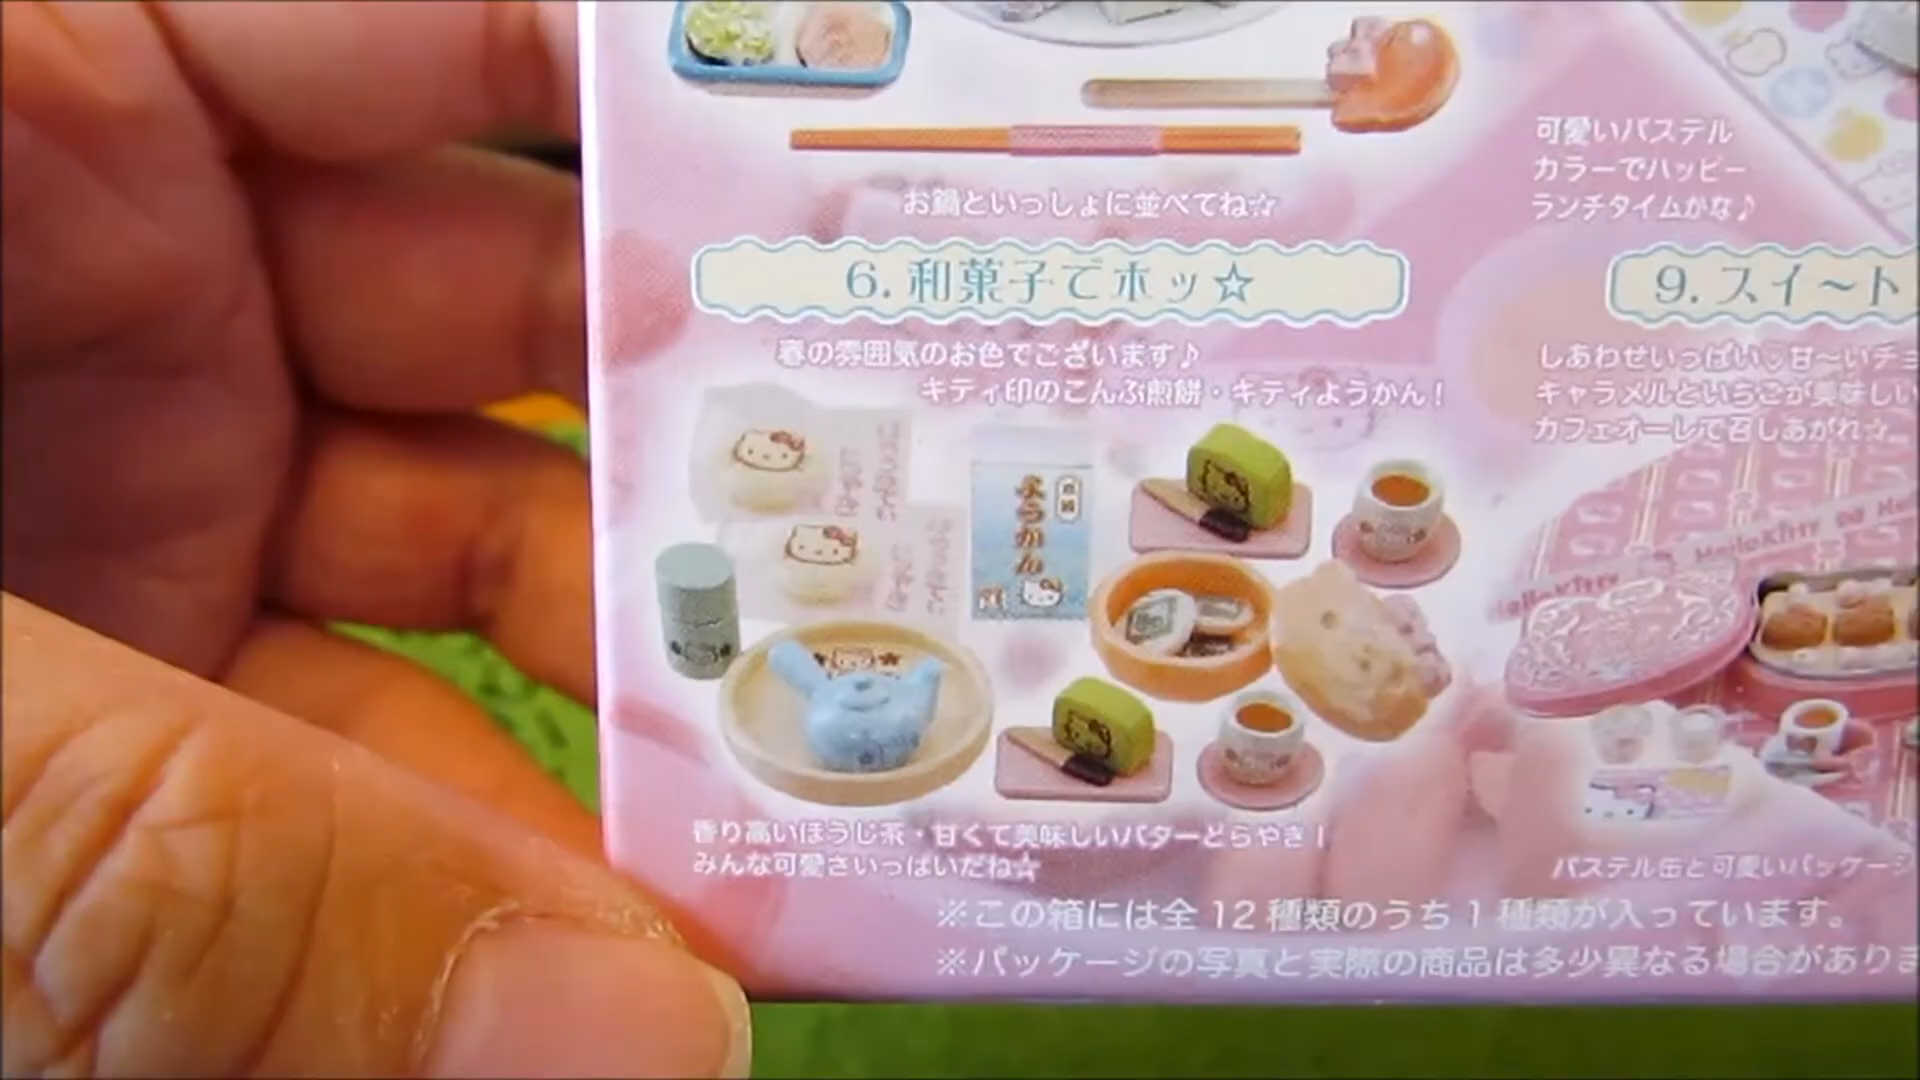 お鍋といっしょに並べてね☆
6. 和菓子でホッ☆
春の雰囲気のお色でございます♪
キティ印のこんぶ煎餅・キティようかん！
ようかん
香り高いほうじ茶・甘くて美味しいバターどらやき！
みんな可愛さいっぱいだね☆
可愛いパステル
カラーでハッピー
ランチタイムかな♪
9. スイ〜ト
しあわせいっぱい♡甘〜いチョ
キャラメルといちごが美味しい
カフェオーレで召しあがれ☆
HelloKitty
パステル缶と可愛いパッケージ
※この箱には全 12 種類のうち 1 種類が入っています。
※パッケージの写真と実際の商品は多少異なる場合がありま